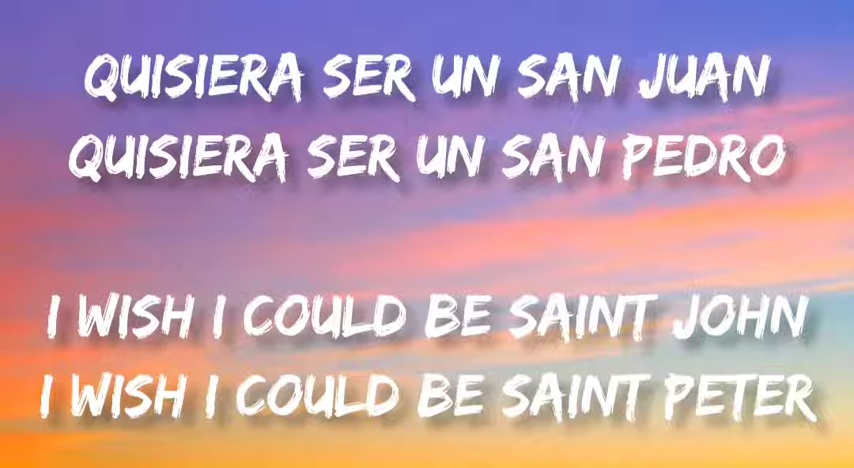 QUISIERA SER UN SAN JUAN
QUISIERA SER UN SAN PEDRO
I WISH I COULD BE SAINT JOHN
I WISH I COULD BE SAINT PETER